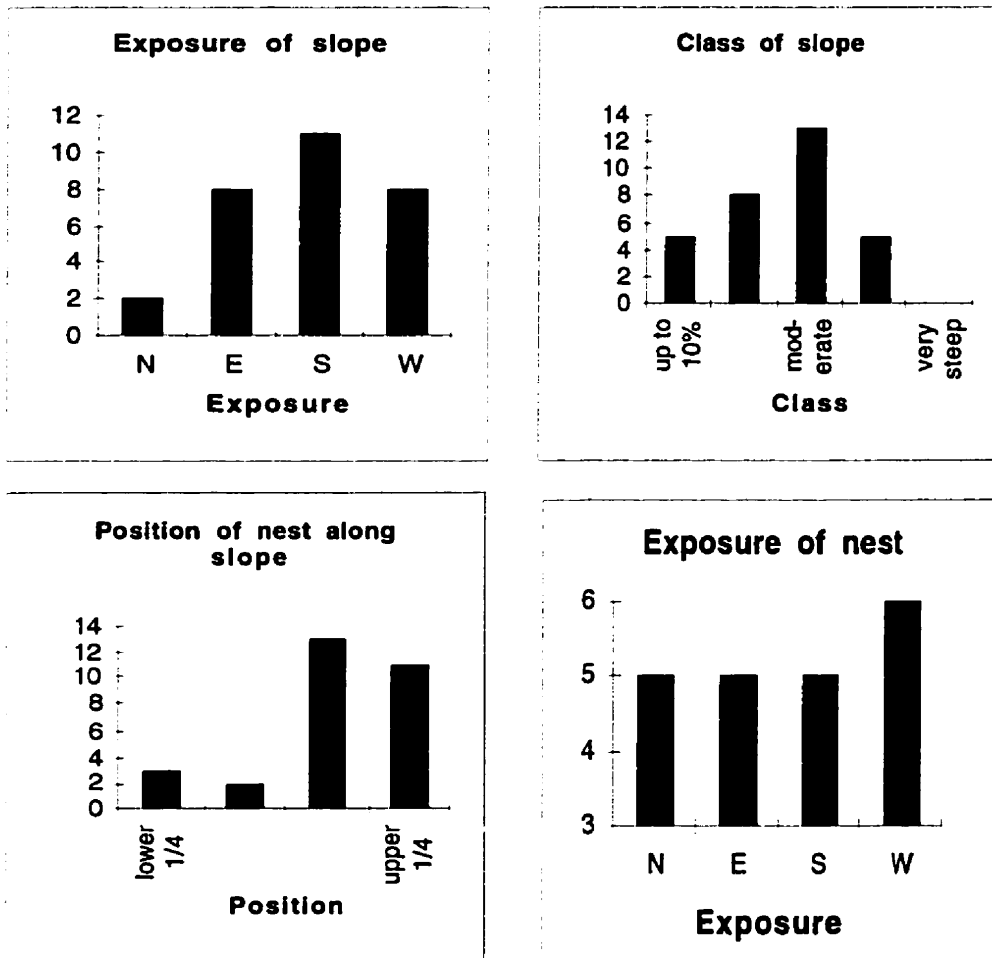 Exposure of slope
12
10
8
6
4
2
0
N E S W
Exposure
Class of slope
14
12
10
8
6
4
2
0
up to
10%
mod-
erate
very
steep
Class
Position of nest along
slope
14
12
10
8
6
4
2
0
lower
1/4
upper
1/4
Position
Exposure of nest
6
5
4
3
N E S W
Exposure